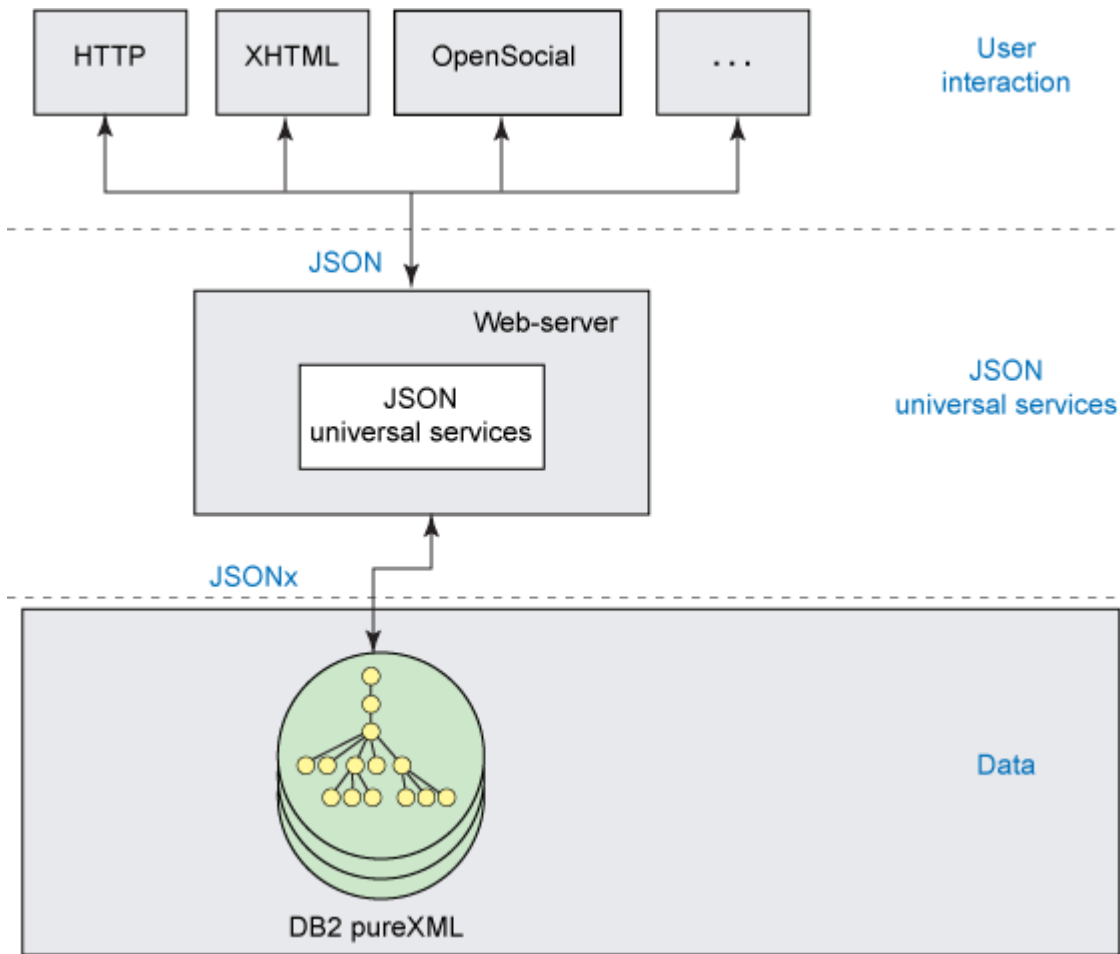 HTTP
XHTML
OpenSocial
...
User
interaction
JSON
Web-server
JSON
universal services
JSON
universal services
JSONx
Data
DB2 pureXML